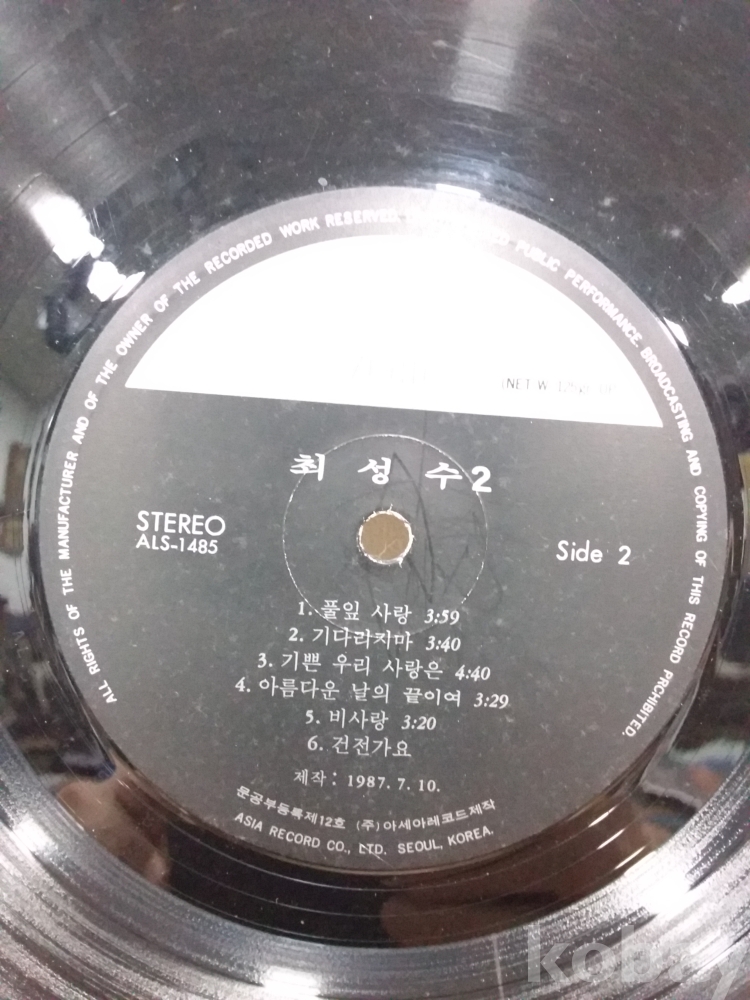 ALL RIGHTS OF THE MANUFACTURER AND OF THE OWNER OF THE RECORDED WORK RESERVED. PUBLIC PERFORMANCE. BROADCASTING AND COPYING OF THIS RECORD PROHIBITED.
NET W
최 성 수2
STEREO
ALS-1485
Side 2
1. 풀잎 사랑 3:59
2. 기다리지마 3:40
3. 기쁜 우리 사랑은 4:40
4. 아름다운 날의 끝이여 3:29
5. 비사랑 3:20
6. 건전가요
제작: 1987. 7. 10.
문공부등록제12호 (주)아세아레코드제작
ASIA RECORD CO., LTD. SEOUL, KOREA.